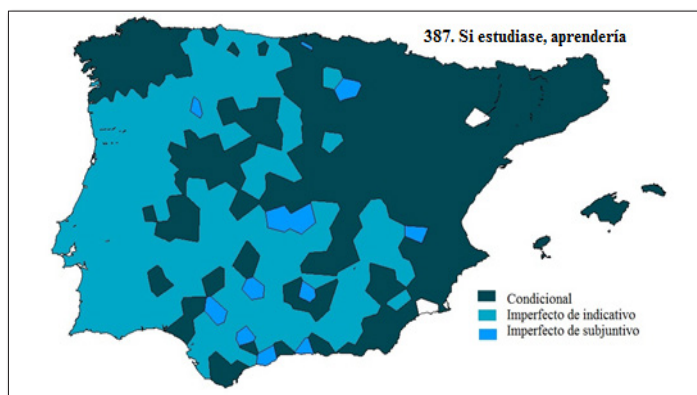 387. Si estudiase, aprendería
Condicional
Imperfecto de indicativo
Imperfecto de subjuntivo